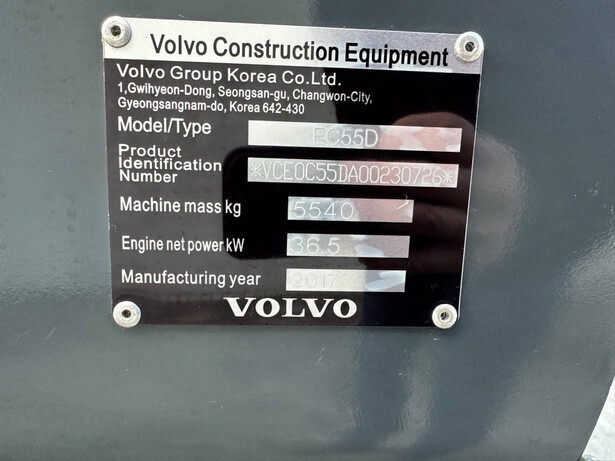 Volvo Construction Equipment
Volvo Group Korea Co.Ltd.
1,Gwihyeon-Dong, Seongsan-gu, Changwon-City,
Gyeongsangnam-do, Korea 642-430
Model/Type EC55D
Product
Identification
Number *VCE0C55DA00230726*
Machine mass kg 5540
Engine net power kW 36.5
Manufacturing year 2017
VOLVO